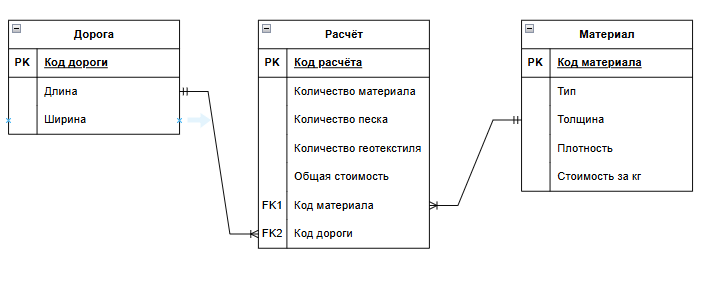 Дорога
PK Код дороги
Длина
Ширина
Расчёт
PK Код расчёта
Количество материала
Количество песка
Количество геотекстиля
Общая стоимость
FK1 Код материала
FK2 Код дороги
Материал
PK Код материала
Тип
Толщина
Плотность
Стоимость за кг